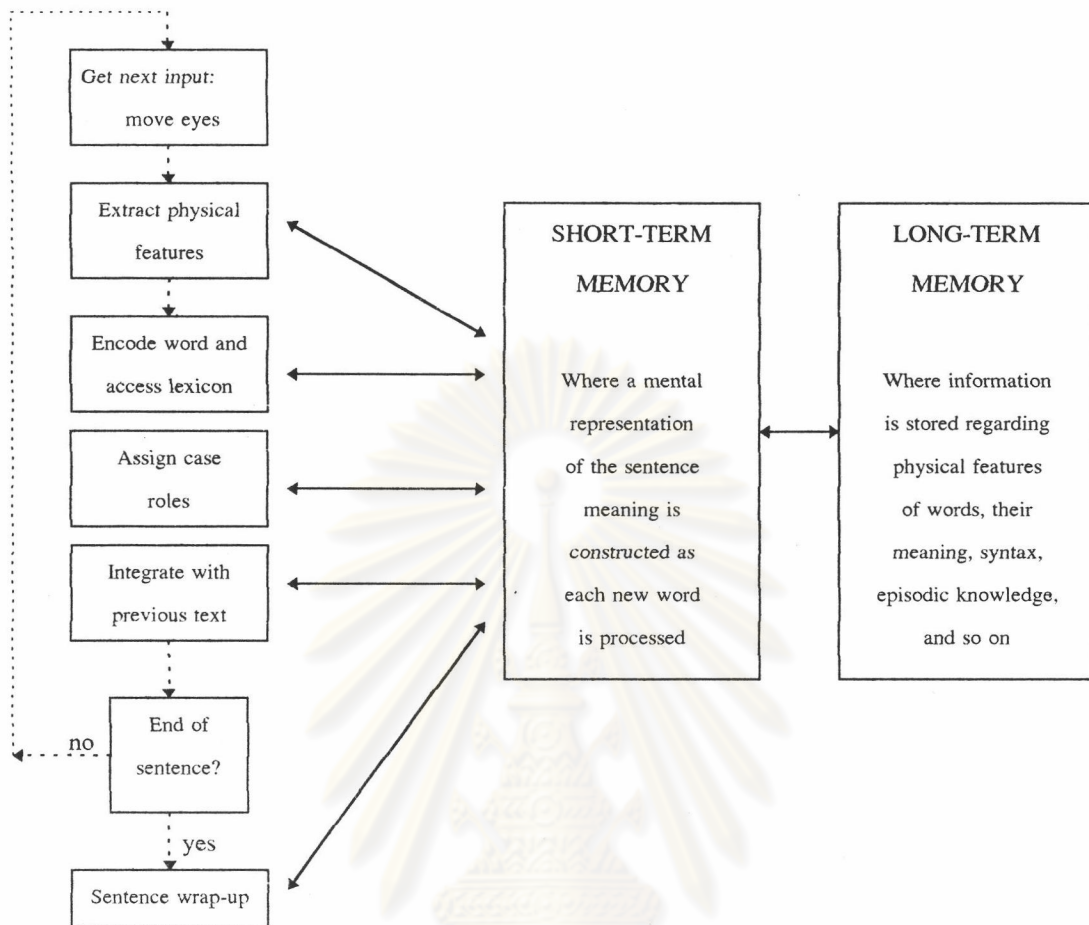 Get next input:
move eyes
Extract physical
features
Encode word and
access lexicon
Assign case
roles
Integrate with
previous text
End of
sentence?
no
yes
Sentence wrap-up
SHORT-TERM
MEMORY
Where a mental
representation
of the sentence
meaning is
constructed as
each new word
is processed
LONG-TERM
MEMORY
Where information
is stored regarding
physical features
of words, their
meaning, syntax,
episodic knowledge,
and so on